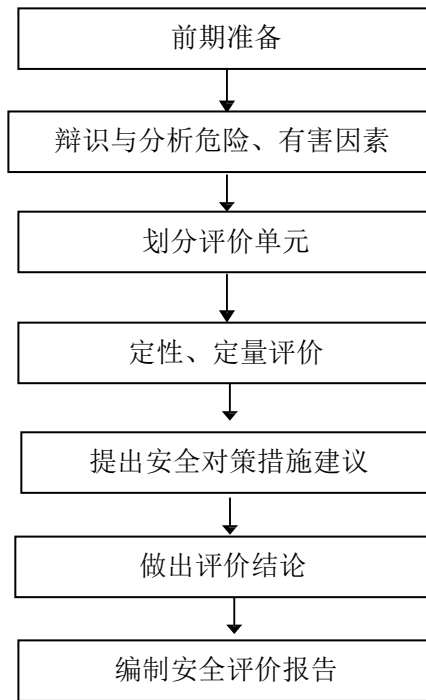 前期准备
辩识与分析危险、有害因素
划分评价单元
定性、定量评价
提出安全对策措施建议
做出评价结论
编制安全评价报告